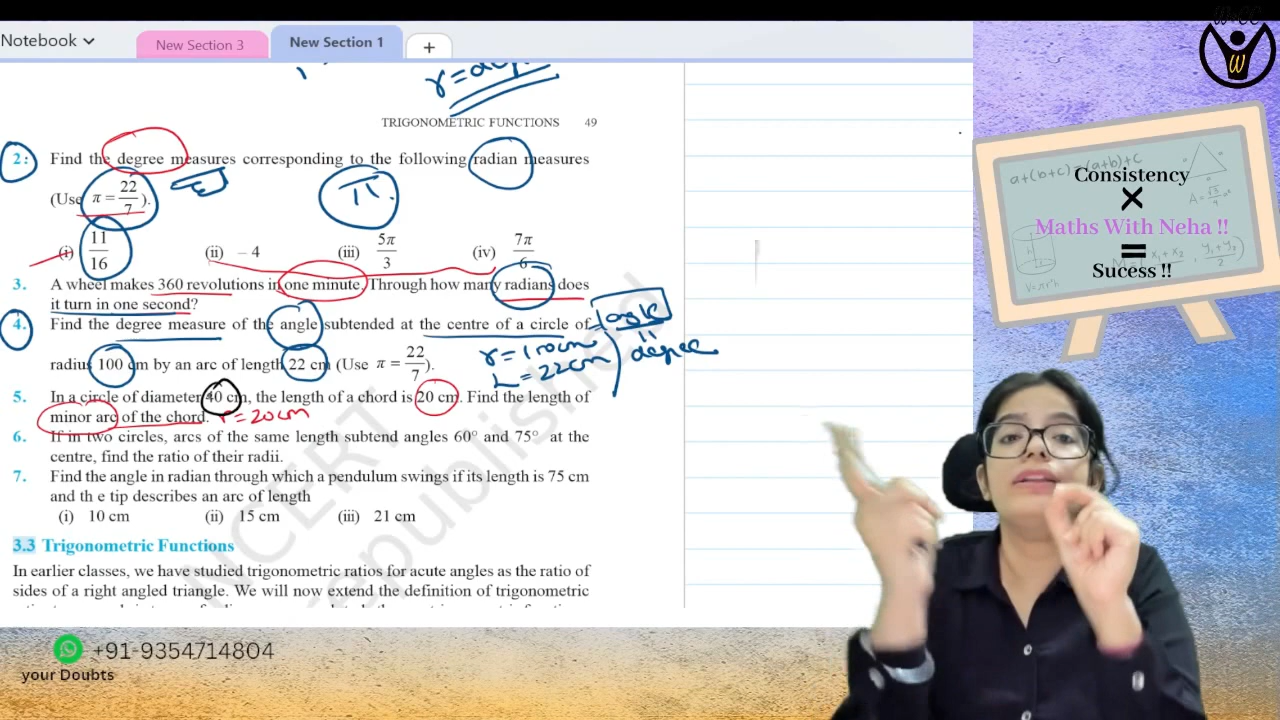 Notebook
New Section 3
New Section 1
+
w
r =
TRIGONOMETRIC FUNCTIONS 49
2. Find the degree measures corresponding to the following radian measures
(Use π = 22/7).
π
(i) 11/16 (ii) – 4 (iii) 5π/3 (iv) 7π/6
3. A wheel makes 360 revolutions in one minute. Through how many radians does
it turn in one second?
4. Find the degree measure of the angle subtended at the centre of a circle of
radius 100 cm by an arc of length 22 cm (Use π = 22/7).
angle
=
degree
r = 100cm
L = 22cm
5. In a circle of diameter 40 cm, the length of a chord is 20 cm. Find the length of
minor arc of the chord. r = 20cm
6. If in two circles, arcs of the same length subtend angles 60° and 75° at the
centre, find the ratio of their radii.
7. Find the angle in radian through which a pendulum swings if its length is 75 cm
and th e tip describes an arc of length
(i) 10 cm (ii) 15 cm (iii) 21 cm
3.3 Trigonometric Functions
In earlier classes, we have studied trigonometric ratios for acute angles as the ratio of
sides of a right angled triangle. We will now extend the definition of trigonometric
NCERT
republished
a+(b+c)=(a+b)+c
Consistency
×
Maths With Neha !!
=
Sucess !!
V=πr²h
+91-9354714804
your Doubts